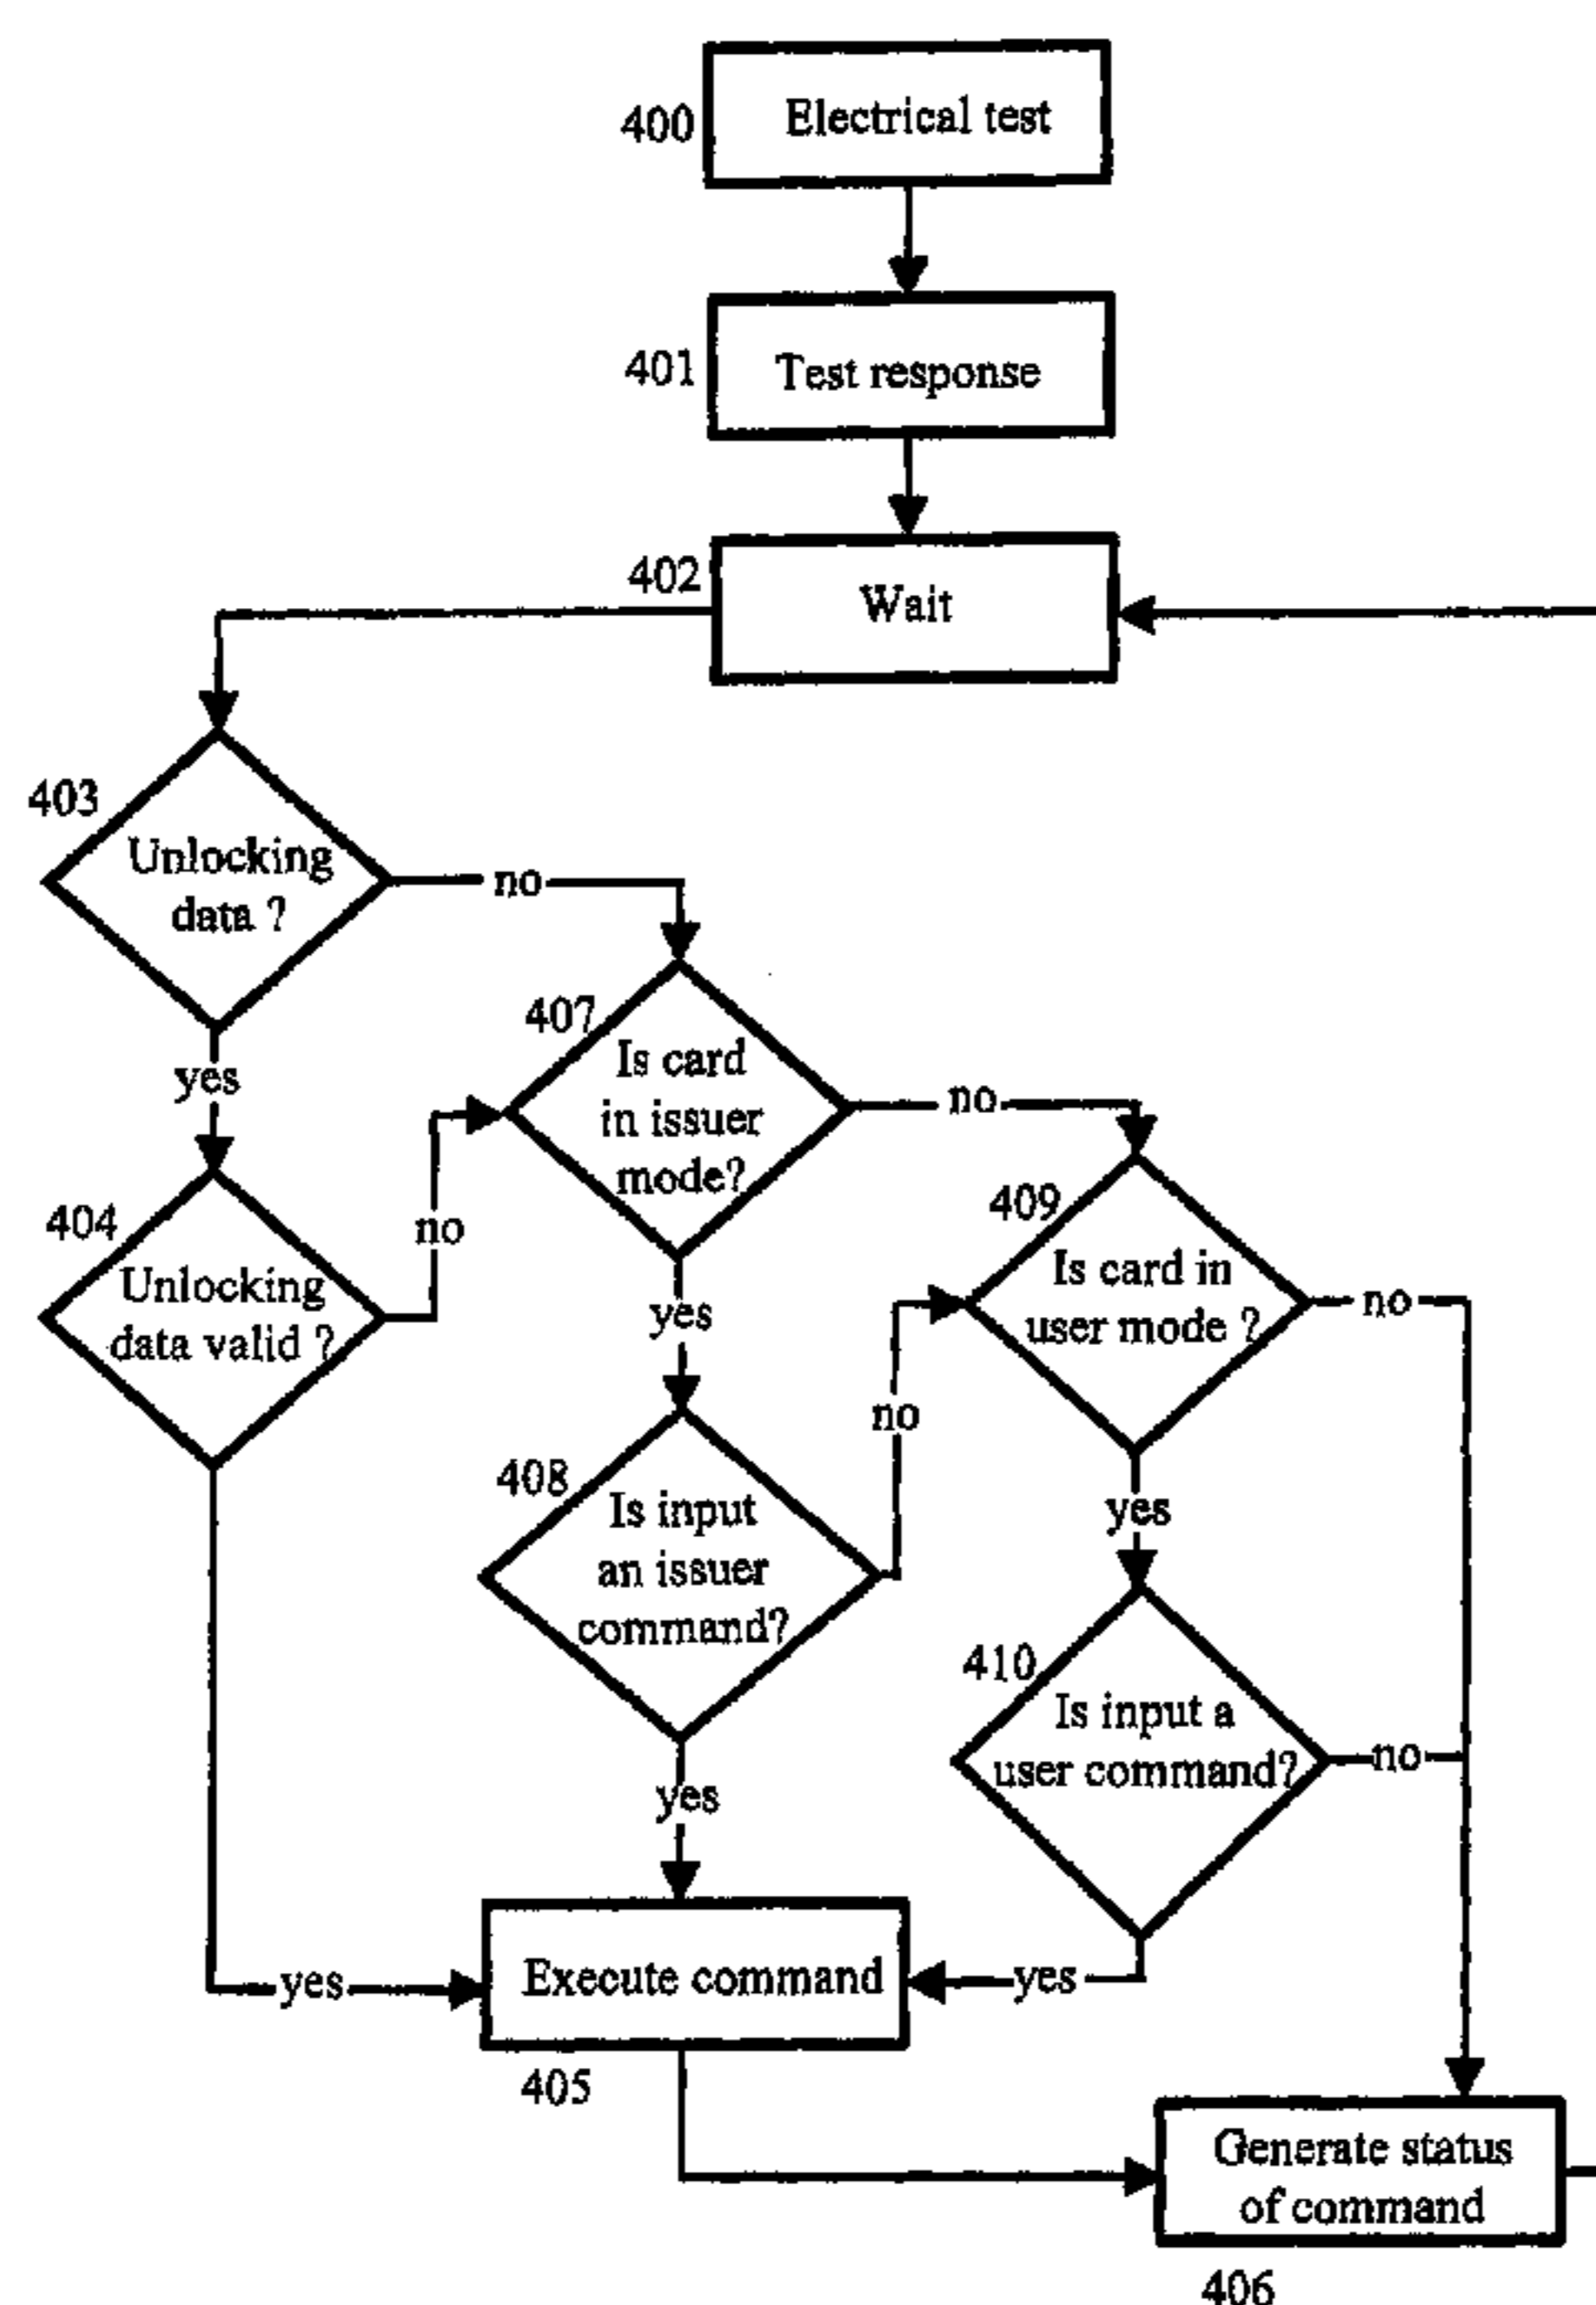 400
Electrical test
401
Test response
402
Wait
403
Unlocking
data ?
no
yes
407
Is card
in issuer
mode?
no
404
Unlocking
data valid ?
no
yes
409
Is card in
user mode ?
no
408
Is input
an issuer
command?
no
yes
410
Is input a
user command?
no
yes
yes
Execute command
yes
405
Generate status
of command
406